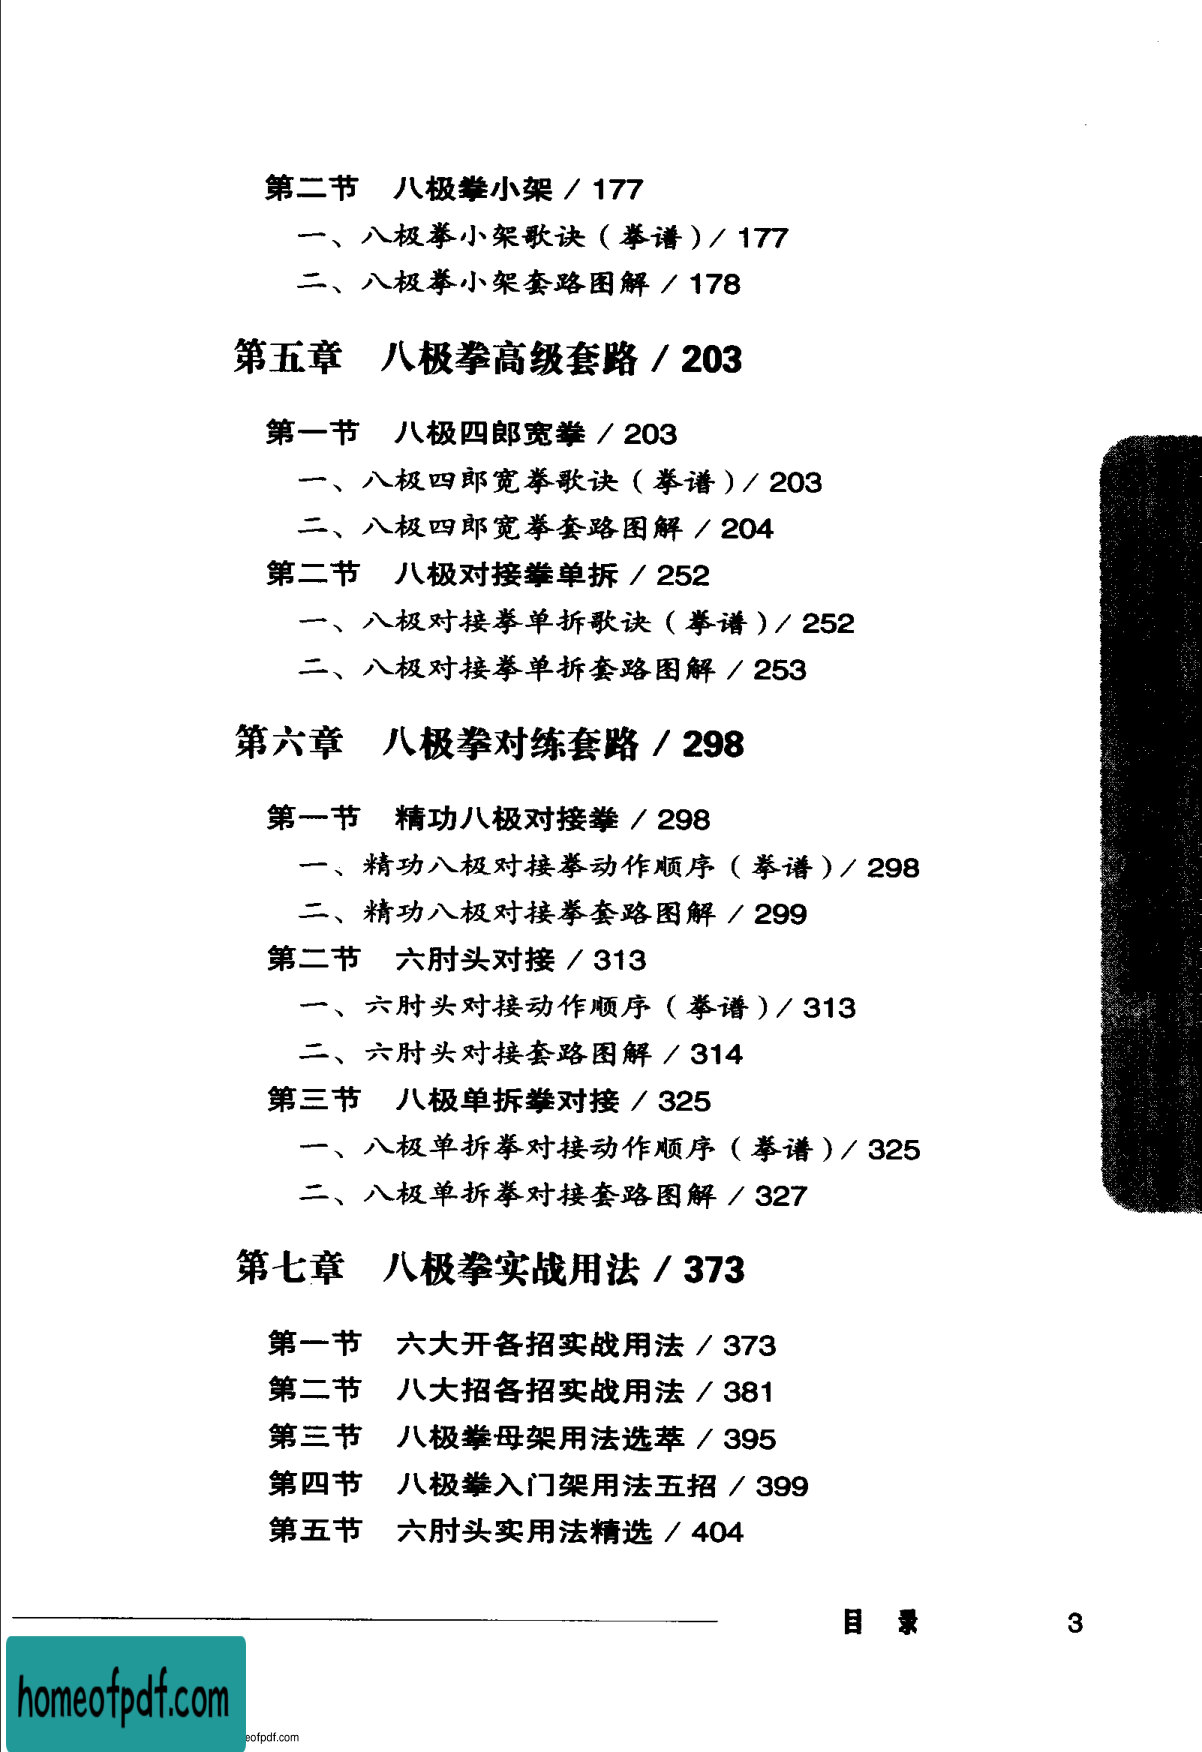 第二节 八极拳小架 / 177
一、八极拳小架歌诀（拳谱）/ 177
二、八极拳小架套路图解 / 178
第五章 八极拳高级套路 / 203
第一节 八极四郎宽拳 / 203
一、八极四郎宽拳歌诀（拳谱）/ 203
二、八极四郎宽拳套路图解 / 204
第二节 八极对接拳单拆 / 252
一、八极对接拳单拆歌诀（拳谱）/ 252
二、八极对接拳单拆套路图解 / 253
第六章 八极拳对练套路 / 298
第一节 精功八极对接拳 / 298
一、精功八极对接拳动作顺序（拳谱）/ 298
二、精功八极对接拳套路图解 / 299
第二节 六肘头对接 / 313
一、六肘头对接动作顺序（拳谱）/ 313
二、六肘头对接套路图解 / 314
第三节 八极单拆拳对接 / 325
一、八极单拆拳对接动作顺序（拳谱）/ 325
二、八极单拆拳对接套路图解 / 327
第七章 八极拳实战用法 / 373
第一节 六大开各招实战用法 / 373
第二节 八大招各招实战用法 / 381
第三节 八极拳母架用法选萃 / 395
第四节 八极拳入门架用法五招 / 399
第五节 六肘头实用法精选 / 404
目 录 3
homeofpdf.com
eofpdf.com